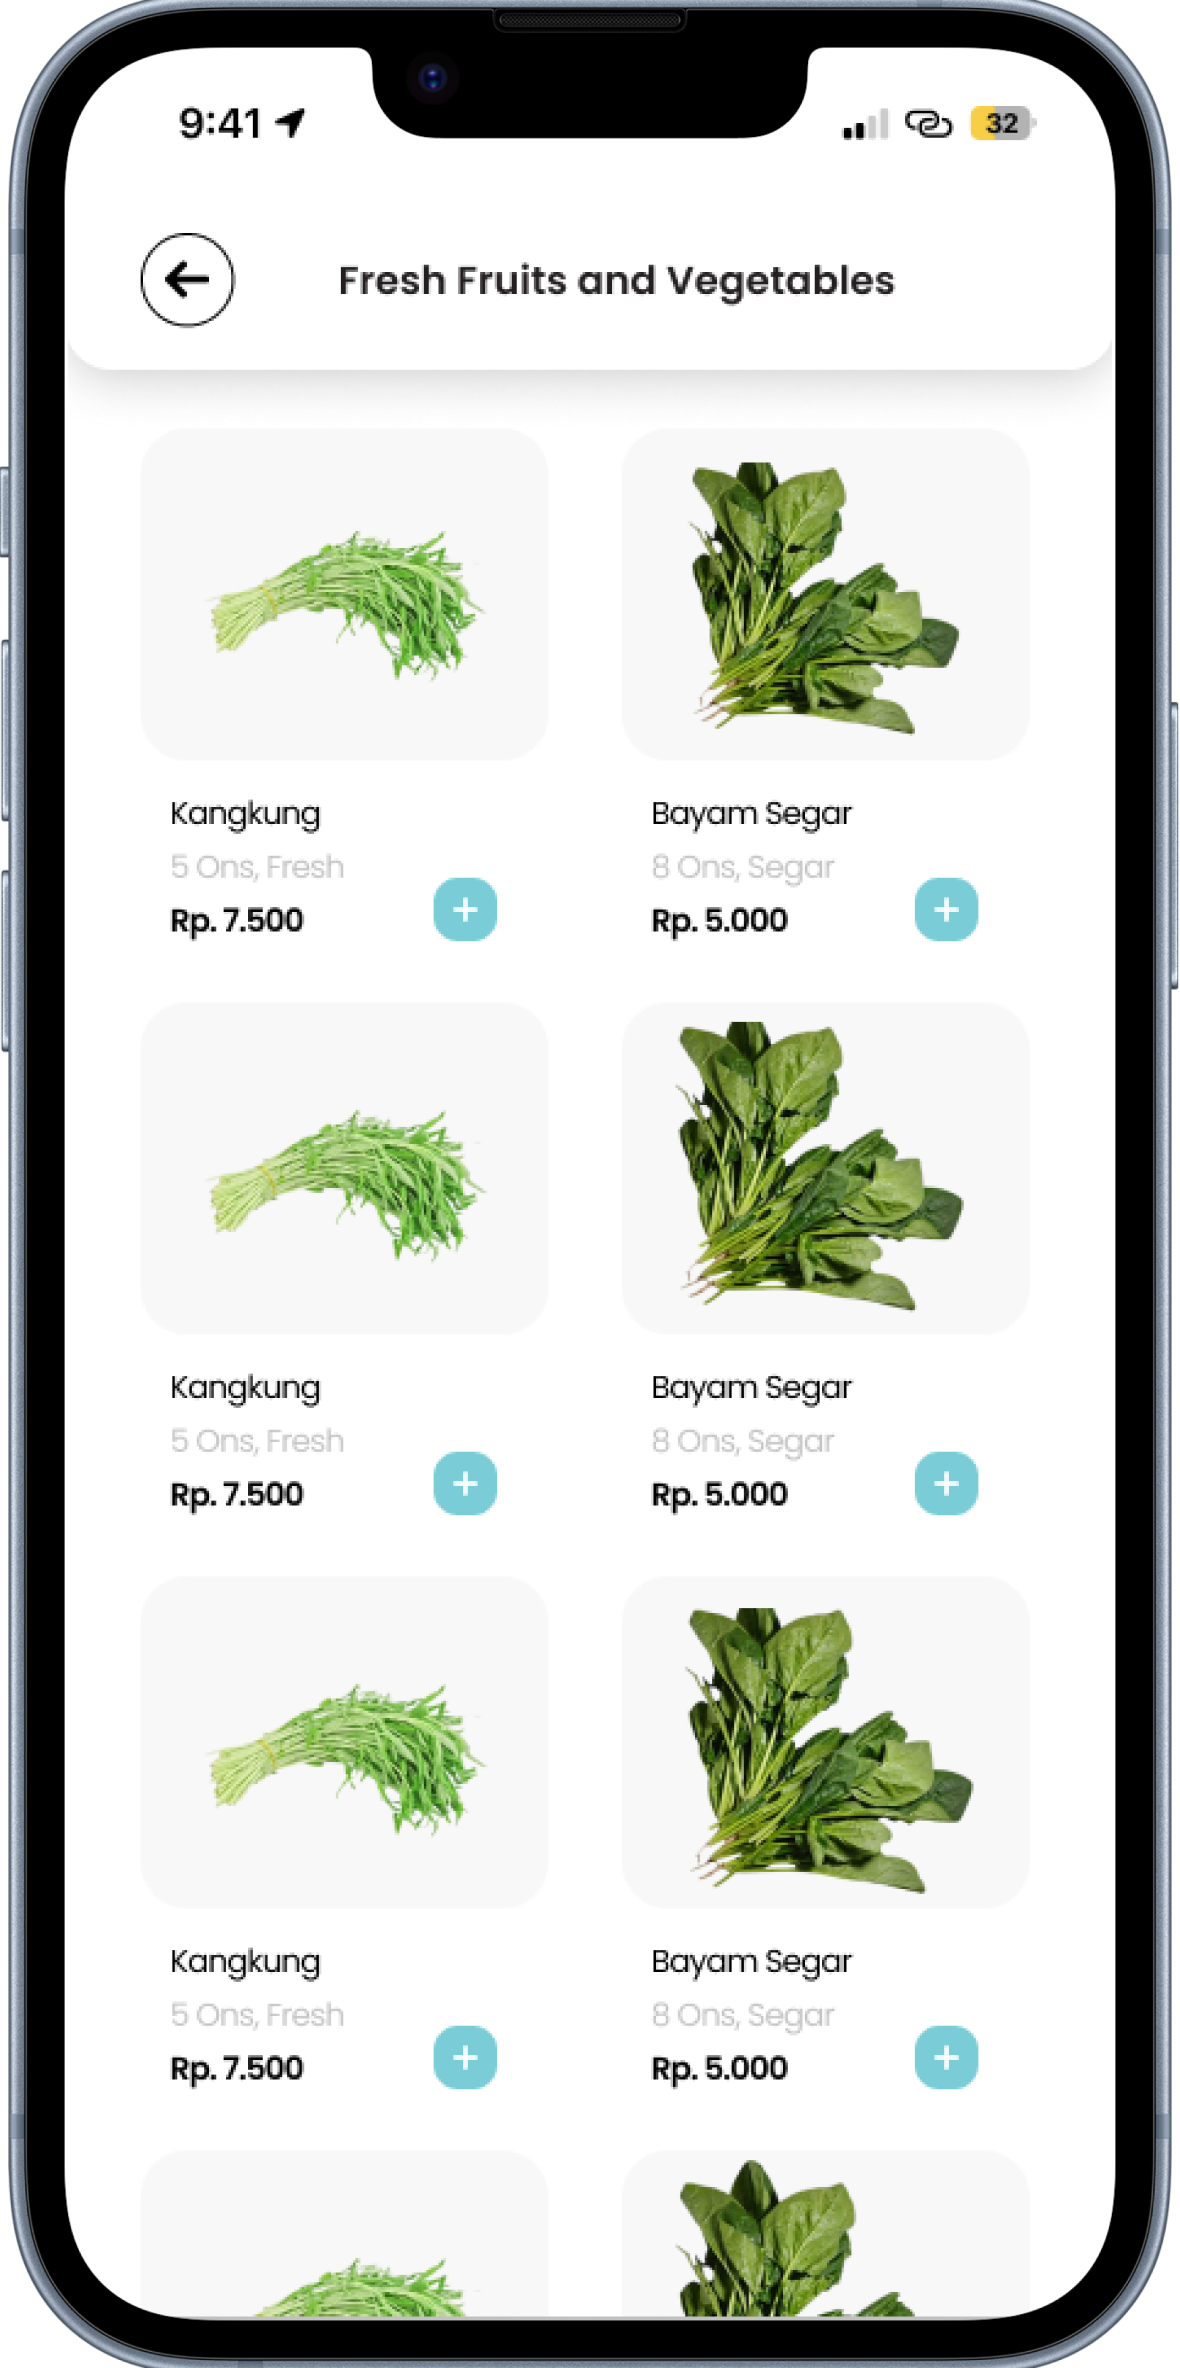 9:41
32
Fresh Fruits and Vegetables
Kangkung
5 Ons, Fresh
Rp. 7.500
+
Bayam Segar
8 Ons, Segar
Rp. 5.000
+
Kangkung
5 Ons, Fresh
Rp. 7.500
+
Bayam Segar
8 Ons, Segar
Rp. 5.000
+
Kangkung
5 Ons, Fresh
Rp. 7.500
+
Bayam Segar
8 Ons, Segar
Rp. 5.000
+